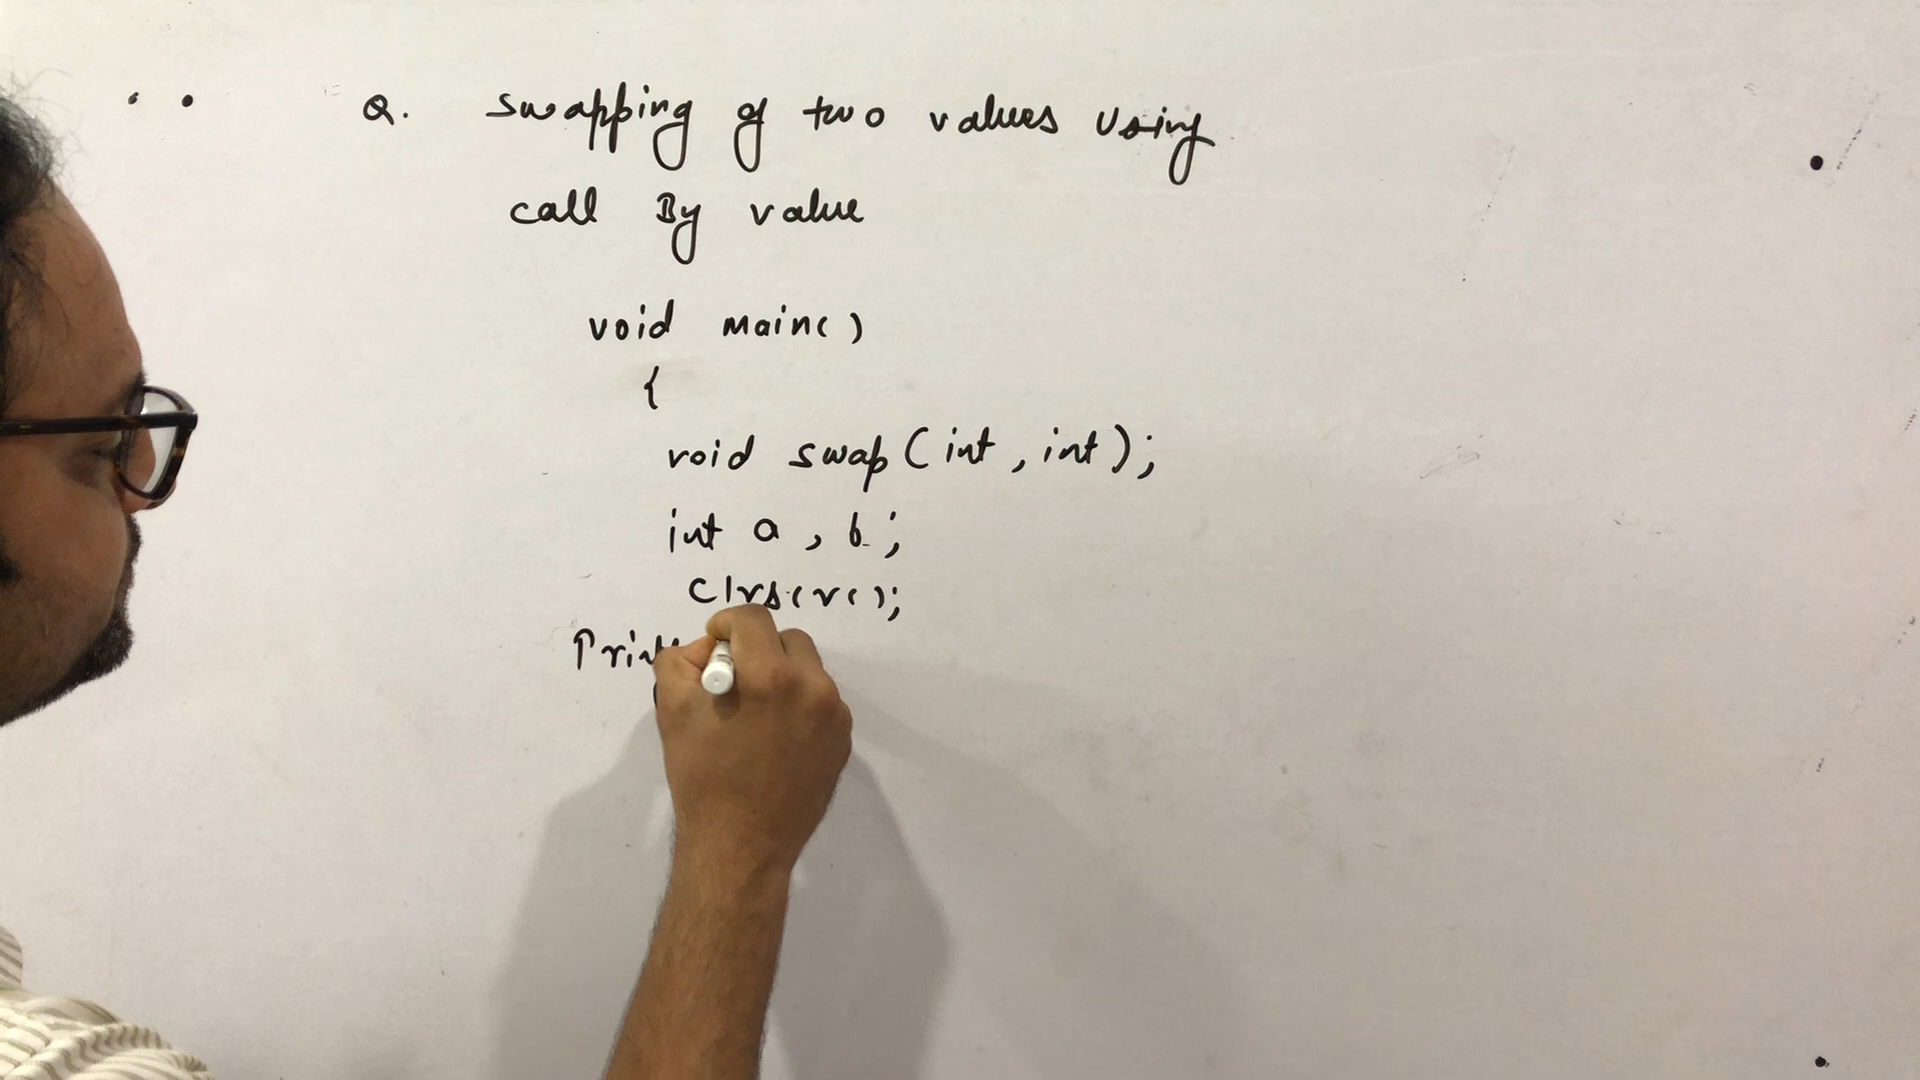 Q. Swapping of two values Using
call By value
void main()
{
void swap(int, int);
int a, b;
Clrscr();